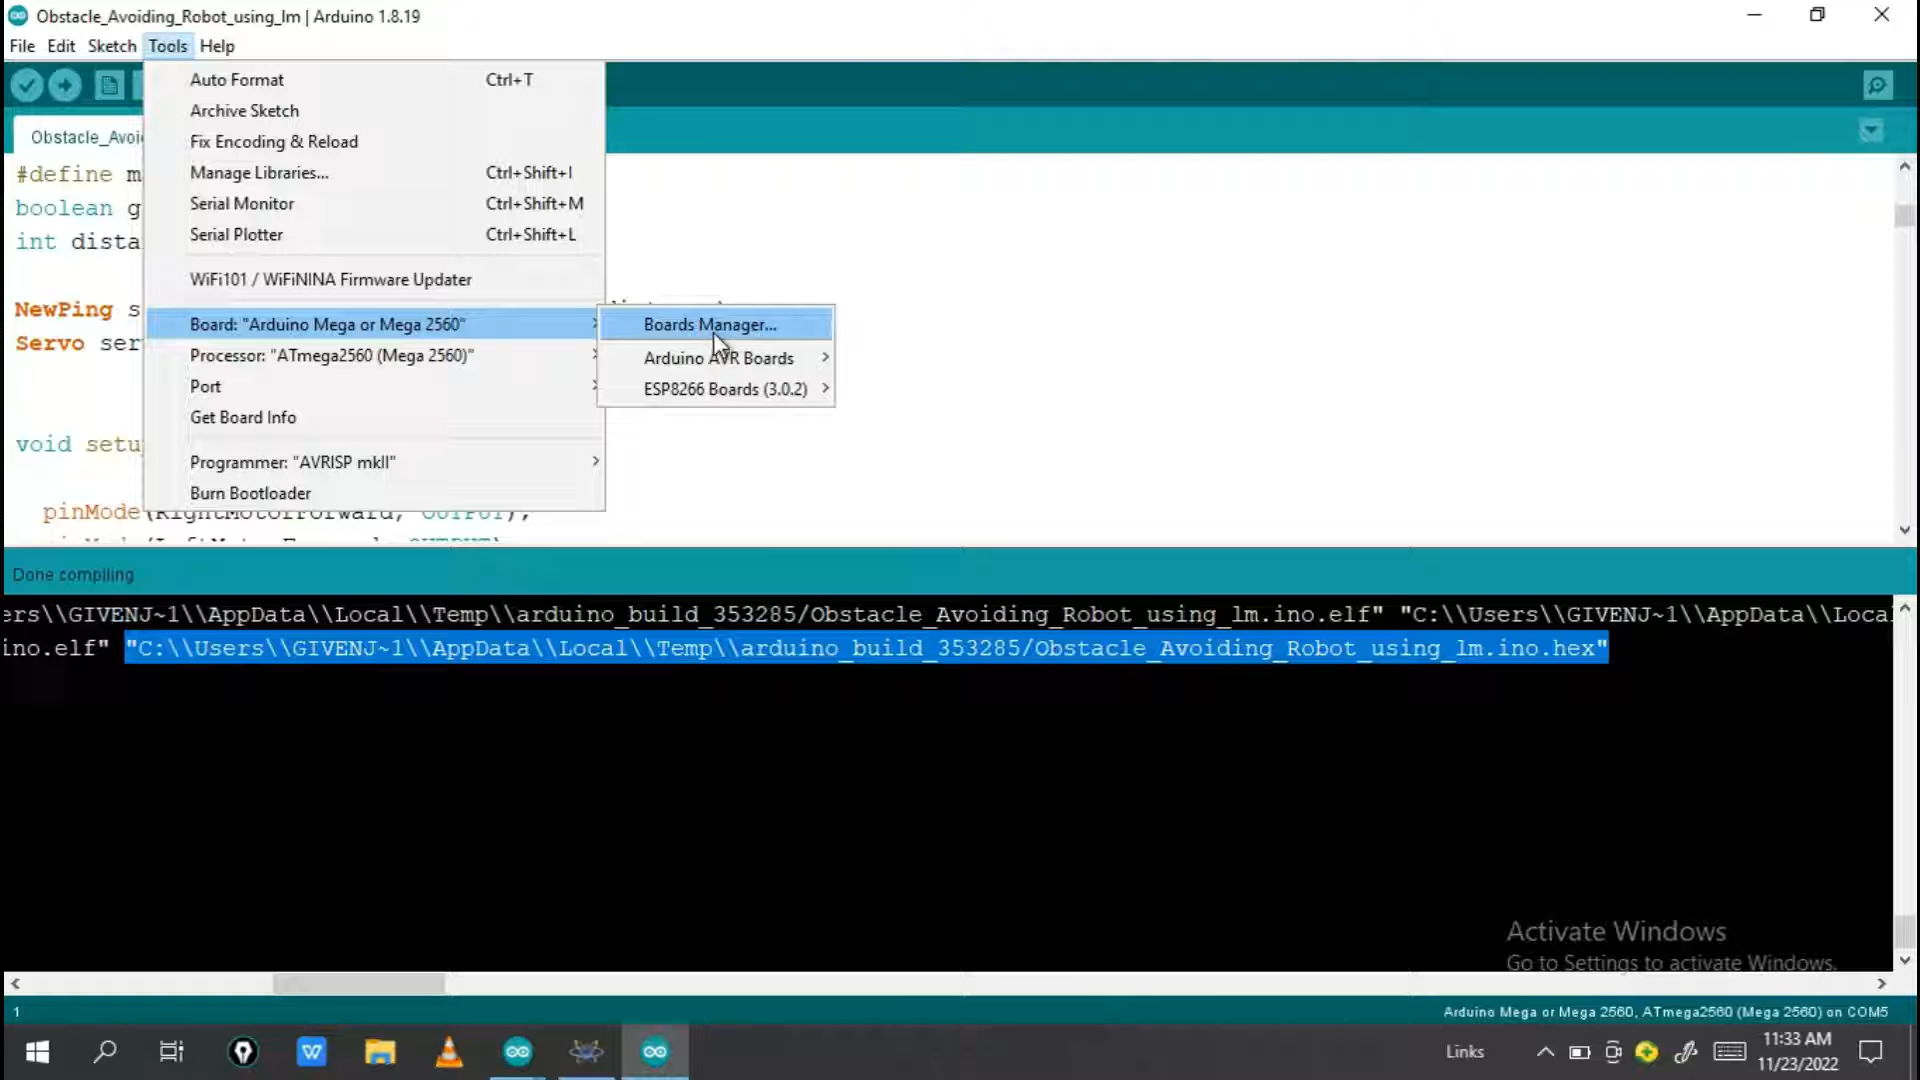 Obstacle_Avoiding_Robot_using_lm | Arduino 1.8.19
File Edit Sketch Tools Help
Auto Format Ctrl+T
Archive Sketch
Obstacle_Avoi
Fix Encoding & Reload
#define m
Manage Libraries... Ctrl+Shift+I
boolean g
Serial Monitor Ctrl+Shift+M
int dista
Serial Plotter Ctrl+Shift+L
WiFi101 / WiFiNINA Firmware Updater
NewPing s
Board: "Arduino Mega or Mega 2560"
Boards Manager...
Servo ser
Processor: "ATmega2560 (Mega 2560)"
Arduino AVR Boards
Port
ESP8266 Boards (3.0.2)
Get Board Info
void setu
Programmer: "AVRISP mkII"
Burn Bootloader
pinMode(RightMotorForward, OUTPUT);
Done compiling
ers\\GIVENJ~1\\AppData\\Local\\Temp\\arduino_build_353285/Obstacle_Avoiding_Robot_using_lm.ino.elf" "C:\\Users\\GIVENJ~1\\AppData\\Loca
ino.elf" "C:\\Users\\GIVENJ~1\\AppData\\Local\\Temp\\arduino_build_353285/Obstacle_Avoiding_Robot_using_lm.ino.hex"
Activate Windows
Go to Settings to activate Windows.
1
Arduino Mega or Mega 2560, ATmega2560 (Mega 2560) on COM5
Links
11:33 AM
11/23/2022